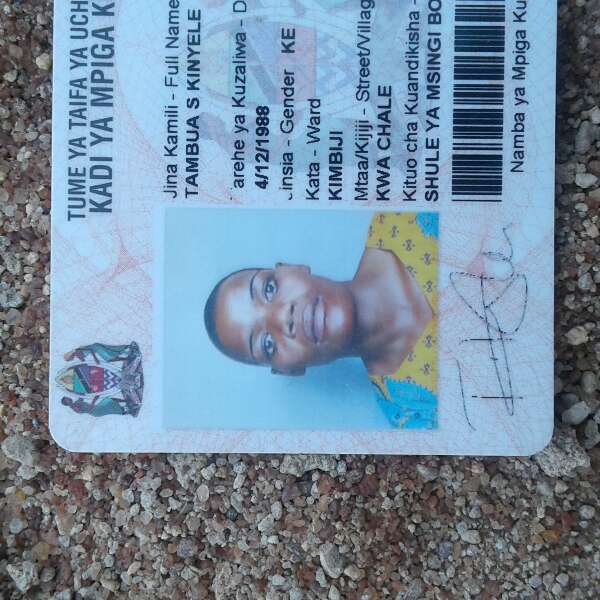 TUME YA TAIFA YA UCH
KADI YA MPIGA K
Jina Kamili - Full Name
TAMBUA S KINYELE
arehe ya Kuzaliwa - D
4/12/1988
Jinsia - Gender KE
Kata - Ward
KIMBIJI
Mtaa/Kijiji - Street/Villag
KWA CHALE
Kituo cha Kuandikisha -
SHULE YA MSINGI BO
Namba ya Mpiga Ku